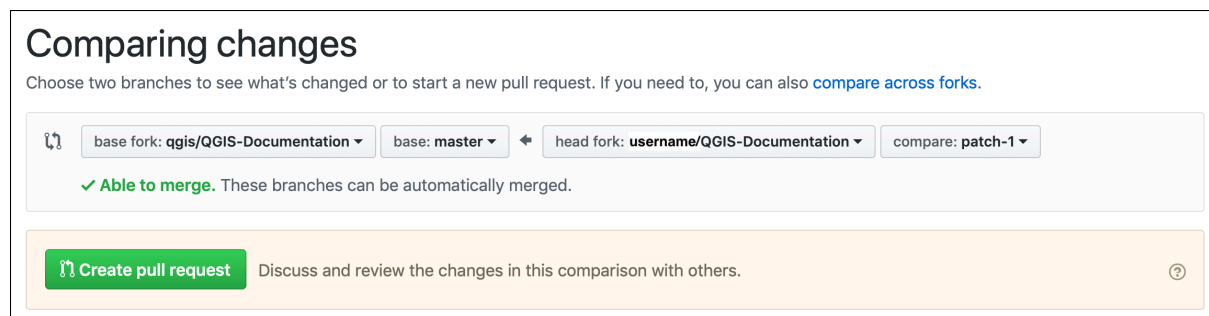 Comparing changes
Choose two branches to see what's changed or to start a new pull request. If you need to, you can also compare across forks.
base fork: qgis/QGIS-Documentation base: master head fork: username/QGIS-Documentation compare: patch-1
Able to merge. These branches can be automatically merged.
Create pull request Discuss and review the changes in this comparison with others. ?